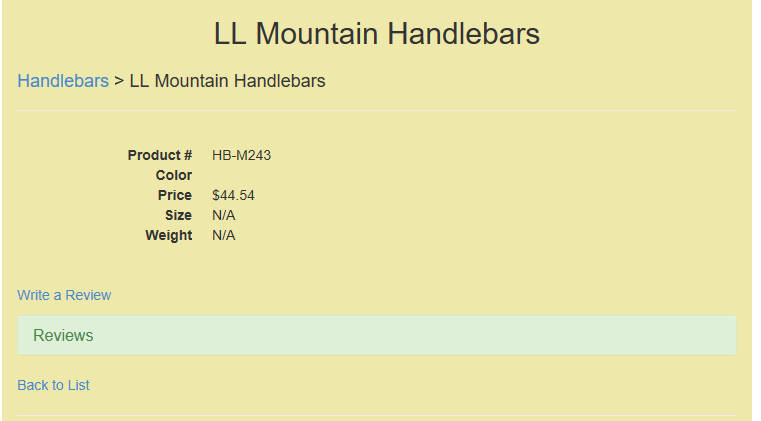 LL Mountain Handlebars
Handlebars > LL Mountain Handlebars
Product # HB-M243
Color
Price $44.54
Size N/A
Weight N/A
Write a Review
Reviews
Back to List